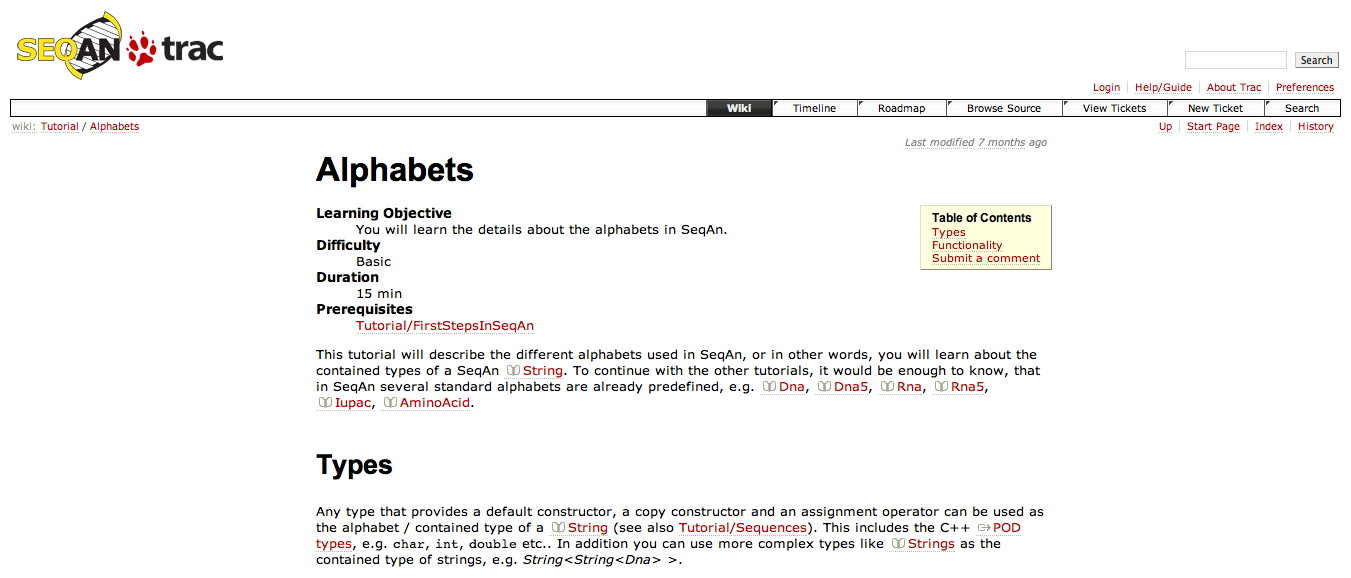 SEQAN trac
Search
Login Help/Guide About Trac Preferences
Wiki Timeline Roadmap Browse Source View Tickets New Ticket Search
wiki: Tutorial / Alphabets
Up Start Page Index History
Last modified 7 months ago
Alphabets
Learning Objective
You will learn the details about the alphabets in SeqAn.
Difficulty
Basic
Duration
15 min
Prerequisites
Tutorial/FirstStepsInSeqAn
Table of Contents
Types
Functionality
Submit a comment
This tutorial will describe the different alphabets used in SeqAn, or in other words, you will learn about the
contained types of a SeqAn String. To continue with the other tutorials, it would be enough to know, that
in SeqAn several standard alphabets are already predefined, e.g. Dna, Dna5, Rna, Rna5,
Iupac, AminoAcid.
Types
Any type that provides a default constructor, a copy constructor and an assignment operator can be used as
the alphabet / contained type of a String (see also Tutorial/Sequences). This includes the C++ POD
types, e.g. char, int, double etc.. In addition you can use more complex types like Strings as the
contained type of strings, e.g. String<String<Dna> >.